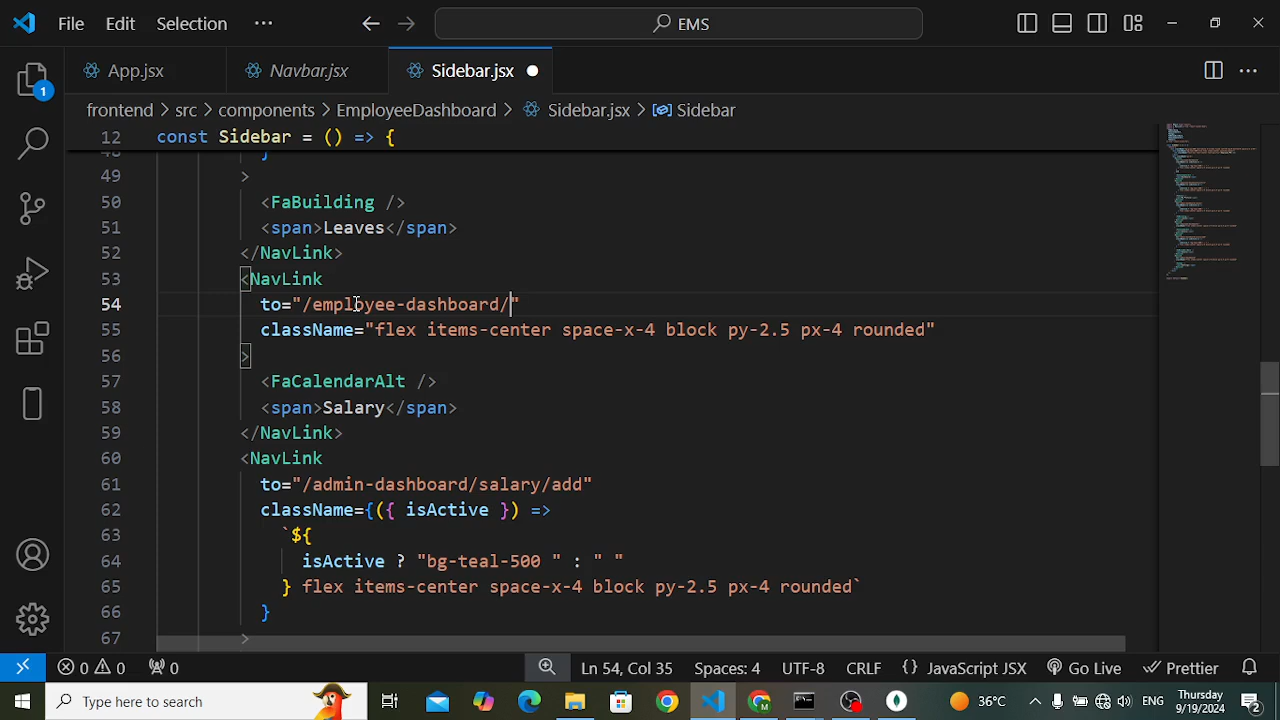 File Edit Selection ··· EMS
App.jsx Navbar.jsx Sidebar.jsx
1
frontend > src > components > EmployeeDashboard > Sidebar.jsx > Sidebar
12 const Sidebar = () => {
48 }
49 >
50 <FaBuilding />
51 <span>Leaves</span>
52 </NavLink>
53 <NavLink
54 to="/employee-dashboard/"
55 className="flex items-center space-x-4 block py-2.5 px-4 rounded"
56 >
57 <FaCalendarAlt />
58 <span>Salary</span>
59 </NavLink>
60 <NavLink
61 to="/admin-dashboard/salary/add"
62 className={({ isActive }) =>
63 `${
64 isActive ? "bg-teal-500 " : " "
65 } flex items-center space-x-4 block py-2.5 px-4 rounded`
66 }
67 >
0 0 0 Ln 54, Col 35 Spaces: 4 UTF-8 CRLF {} JavaScript JSX Go Live Prettier
Type here to search 36°C ENG Thursday 9/19/2024 2